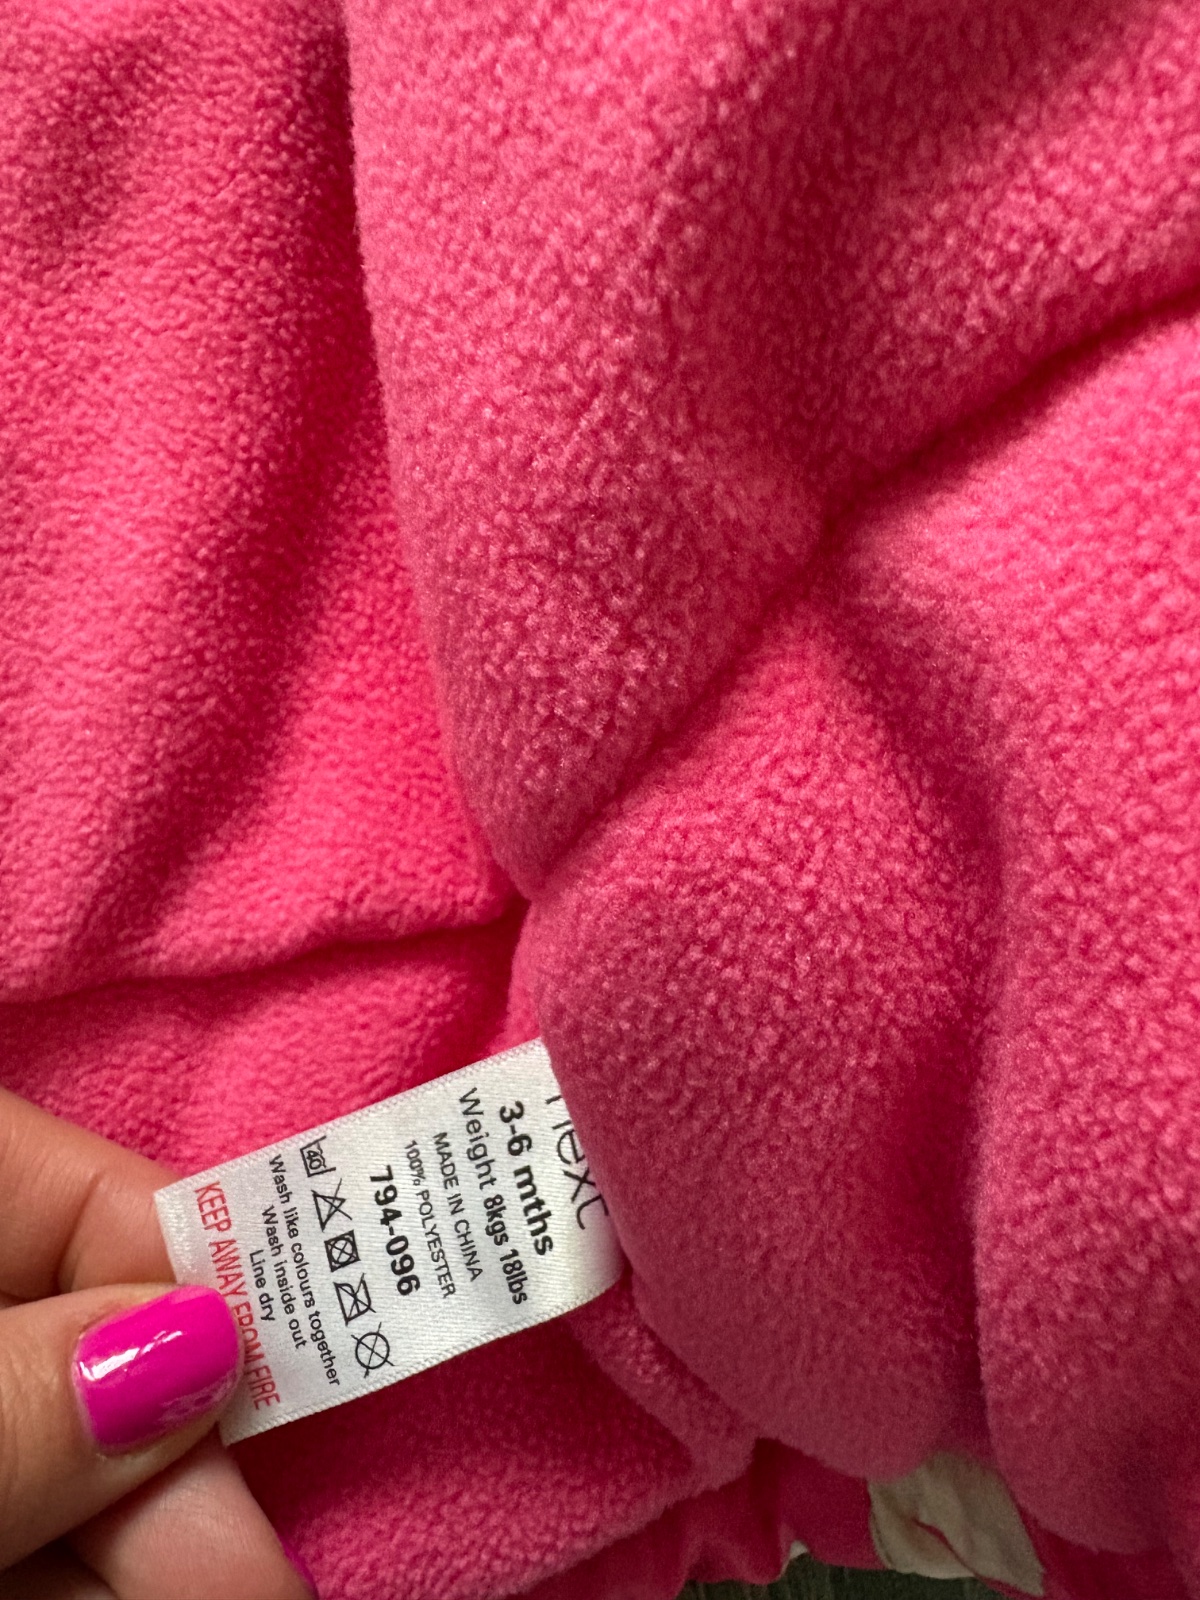 next
3-6 mths
Weight 8kgs 18lbs
MADE IN CHINA
100% POLYESTER
794-096
40
Wash like colours together
Wash inside out
Line dry
KEEP AWAY FROM FIRE